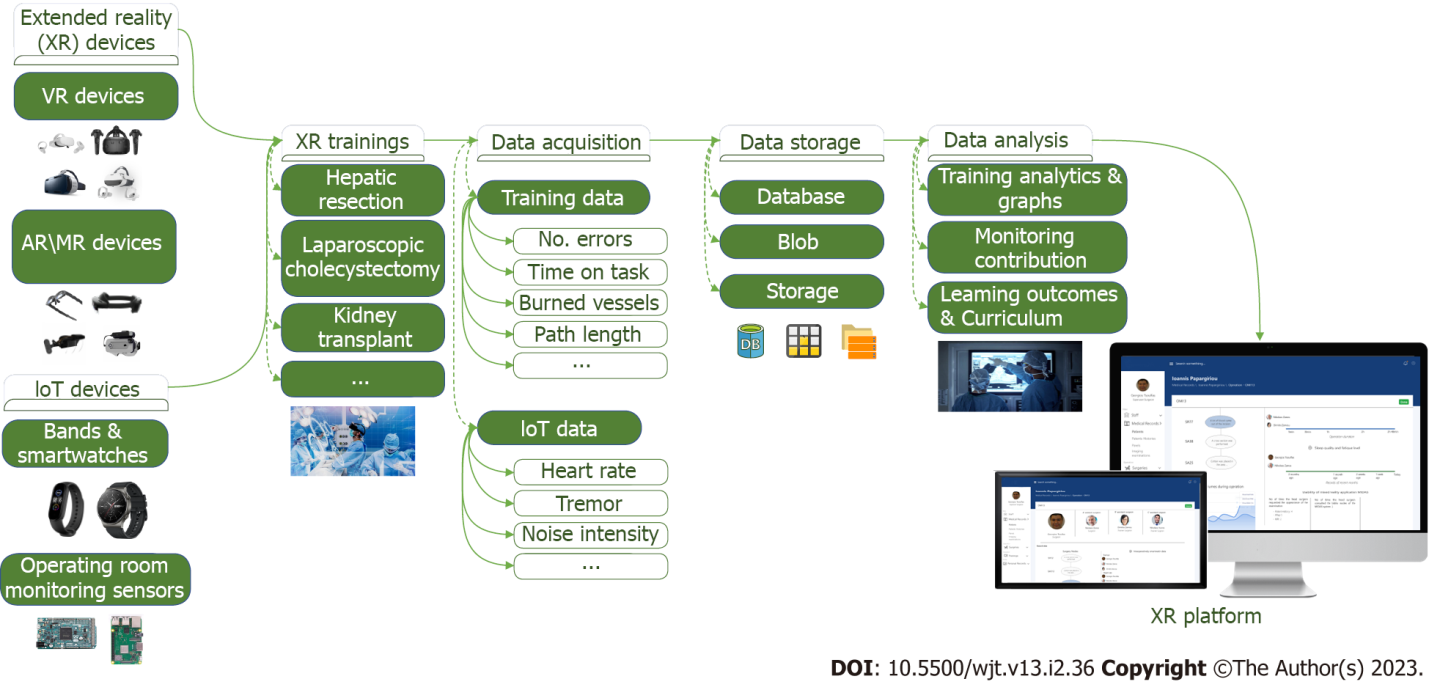 Extended reality
(XR) devices
VR devices
AR\MR devices
IoT devices
Bands &
smartwatches
Operating room
monitoring sensors
XR trainings
Hepatic
resection
Laparoscopic
cholecystectomy
Kidney
transplant
...
Data acquisition
Training data
No. errors
Time on task
Burned vessels
Path length
...
IoT data
Heart rate
Tremor
Noise intensity
...
Data storage
Database
Blob
Storage
DB
Data analysis
Training analytics &
graphs
Monitoring
contribution
Leaming outcomes
& Curriculum
XR platform
DOI: 10.5500/wjt.v13.i2.36 Copyright ©The Author(s) 2023.